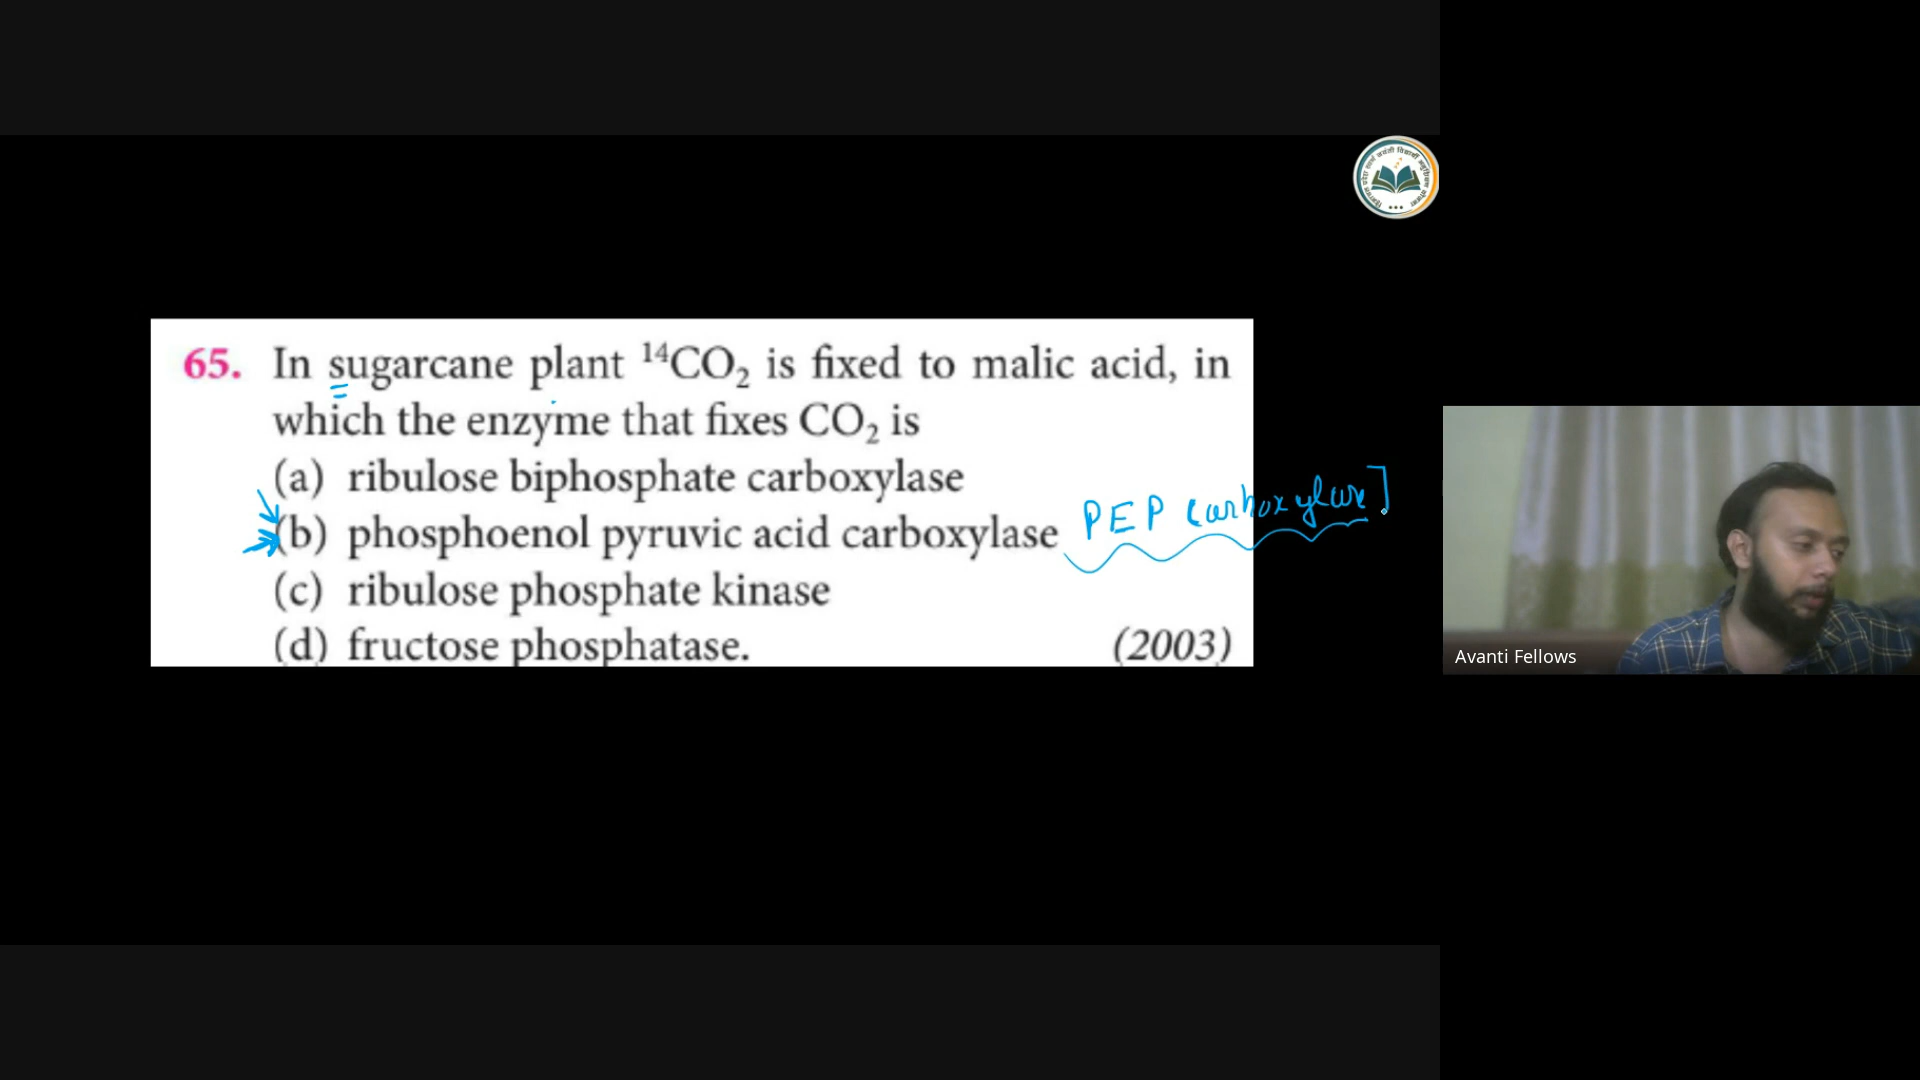 65. In sugarcane plant ¹⁴CO₂ is fixed to malic acid, in
which the enzyme that fixes CO₂ is
(a) ribulose biphosphate carboxylase
(b) phosphoenol pyruvic acid carboxylase PEP carboxylase]
(c) ribulose phosphate kinase
(d) fructose phosphatase. (2003)
Avanti Fellows